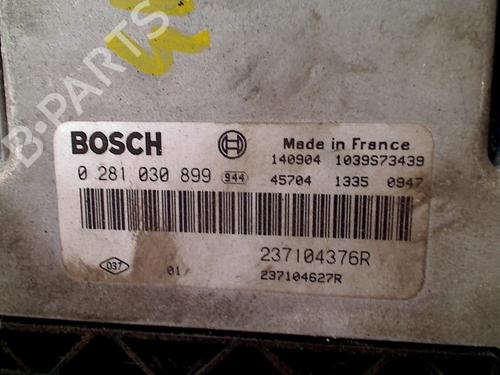 B-PARTS
BOSCH
Made in France
140904 1039S73439
0 281 030 899 944 45704 1335 0947
237104376R
037 01 237104627R